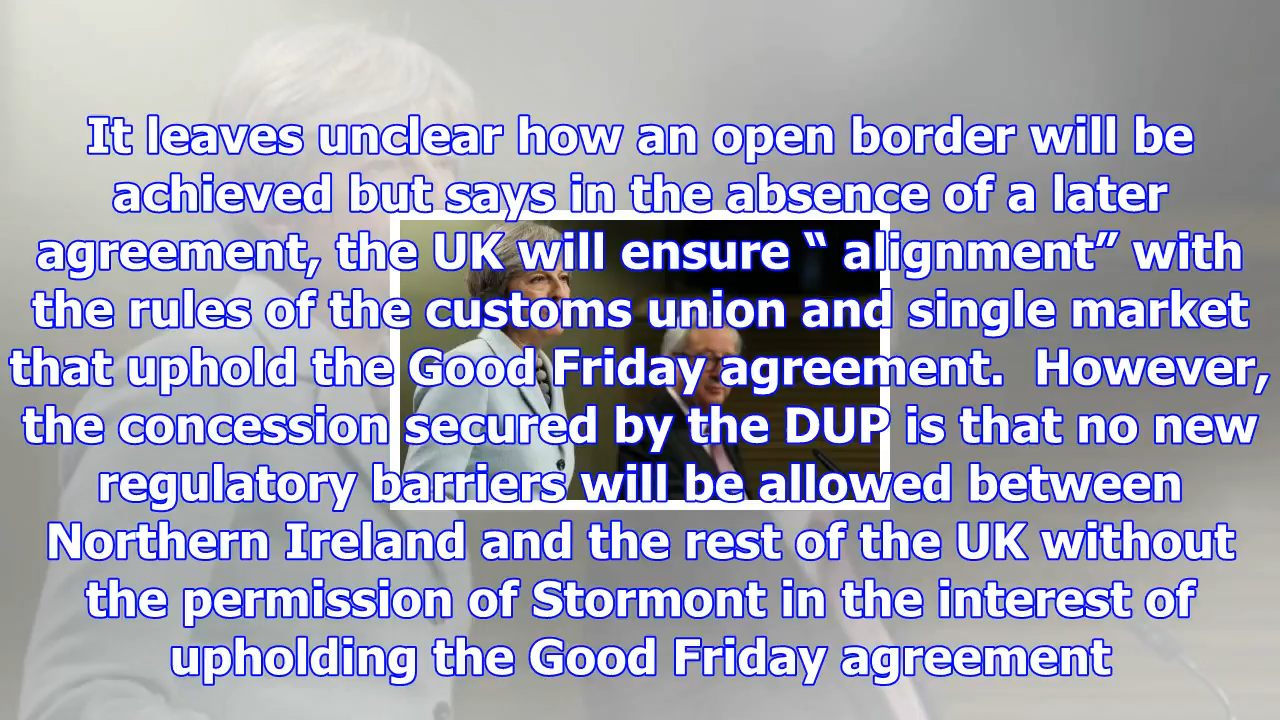 It leaves unclear how an open border will be
achieved but says in the absence of a later
agreement, the UK will ensure “ alignment” with
the rules of the customs union and single market
that uphold the Good Friday agreement.  However,
the concession secured by the DUP is that no new
regulatory barriers will be allowed between
Northern Ireland and the rest of the UK without
the permission of Stormont in the interest of
upholding the Good Friday agreement